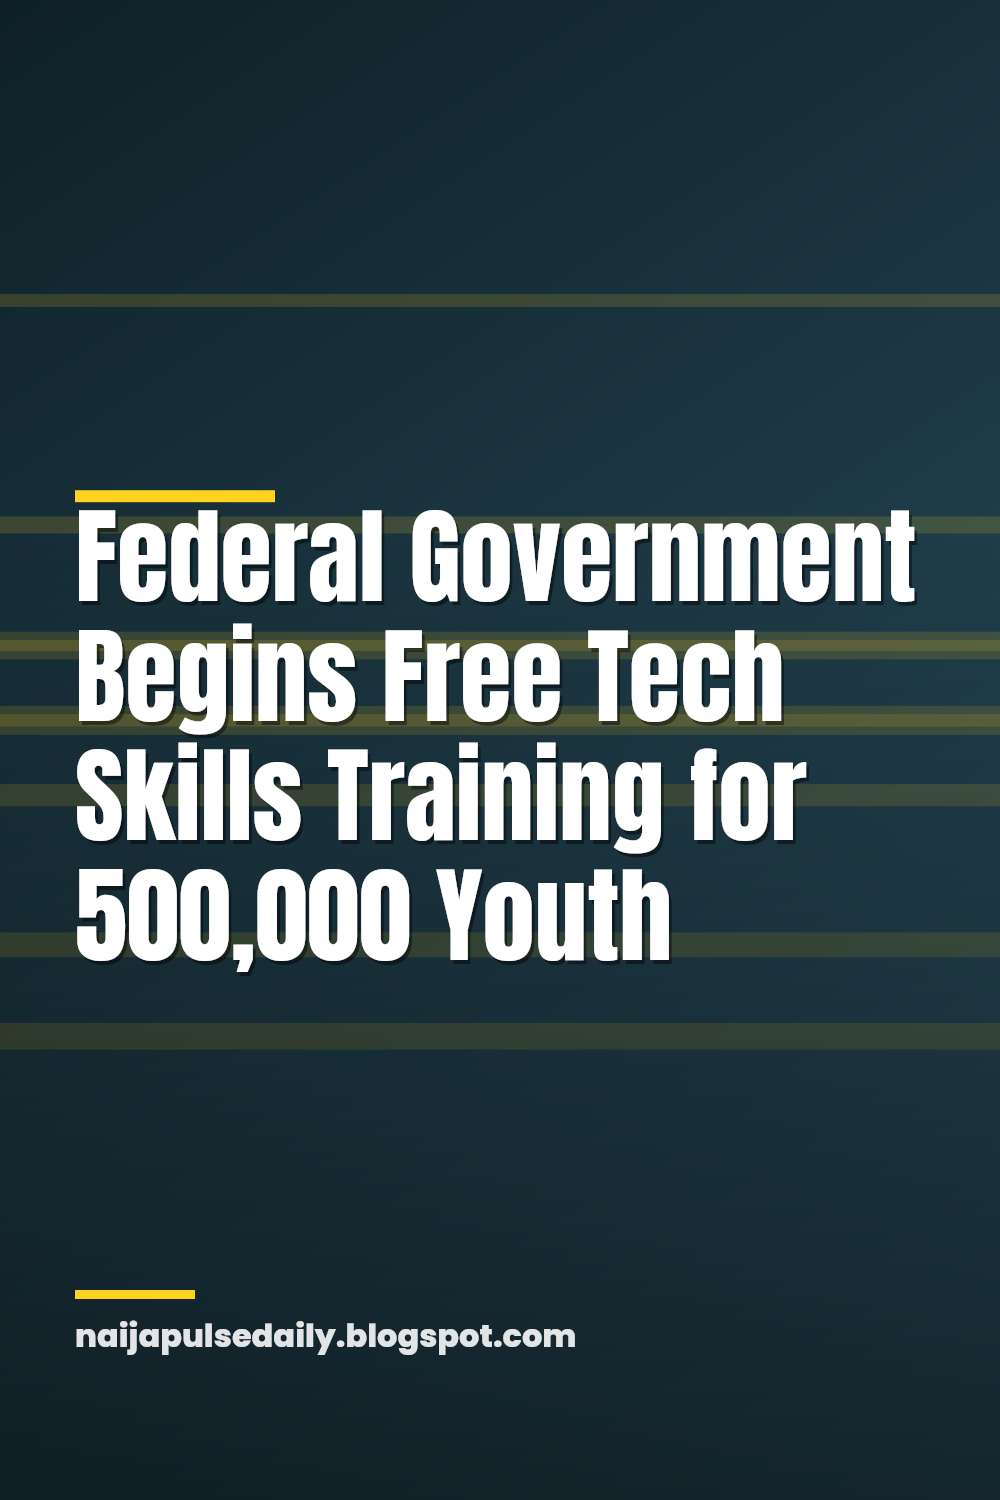 Federal Government
Begins Free Tech
Skills Training for
500,000 Youth
naijapulsedaily.blogspot.com